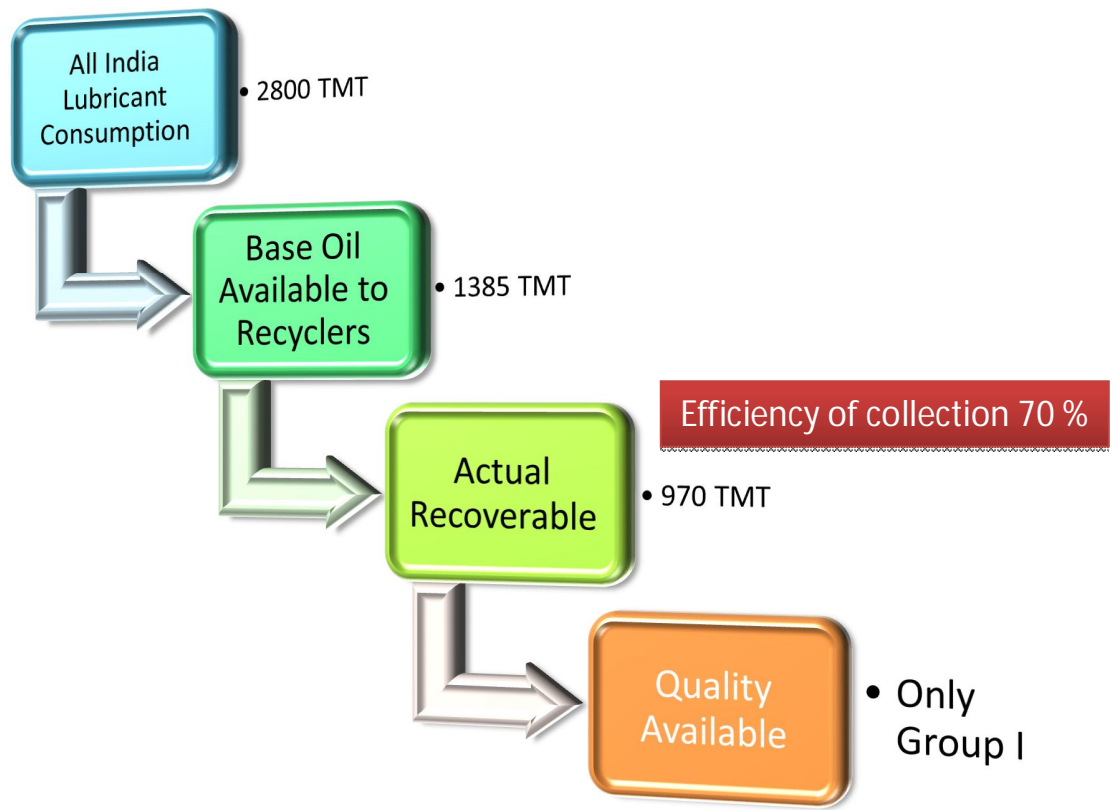 All India
Lubricant
Consumption
• 2800 TMT
Base Oil
Available to
Recyclers
• 1385 TMT
Efficiency of collection 70 %
Actual
Recoverable
• 970 TMT
Quality
Available
• Only
Group I